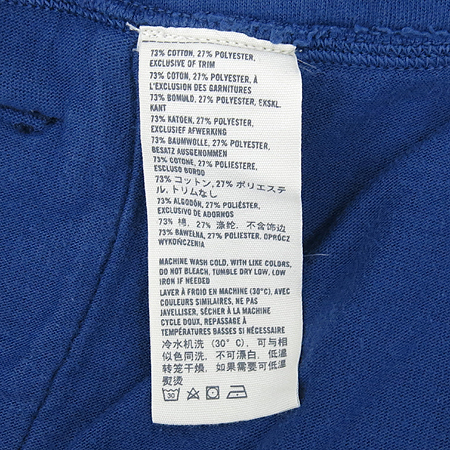 73% COTTON, 27% POLYESTER,
EXCLUSIVE OF TRIM
73% COTON, 27% POLYESTER, À
L'EXCLUSION DES GARNITURES
73% BOMULD, 27% POLYESTER, EKSKL.
KANT
73% KATOEN, 27% POLYESTER,
EXCLUSIEF AFWERKING
73% BAUMWOLLE, 27% POLYESTER,
BESATZ AUSGENOMMEN
73% COTONE, 27% POLIESTERE,
ESCLUSO BORDO
73% コットン, 27% ポリエステ
ル, トリムなし
73% ALGODÓN, 27% POLIÉSTER,
EXCLUSIVO DE ADORNOS
73% 棉, 27% 涤纶, 不含饰边
73% BAWEŁNA, 27% POLIESTER, OPRÓCZ
WYKOŃCZENIA
MACHINE WASH COLD, WITH LIKE COLORS,
DO NOT BLEACH, TUMBLE DRY LOW, LOW
IRON IF NEEDED
LAVER À FROID EN MACHINE (30°C), AVEC
COULEURS SIMILAIRES, NE PAS
JAVELLISER, SÉCHER À LA MACHINE
CYCLE DOUX, REPASSAGE À
TEMPÉRATURES BASSES SI NÉCESSAIRE
冷水机洗 (30° C), 可与相
似色同洗, 不可漂白, 低温
转笼干燥, 如果需要可低温
熨烫
30